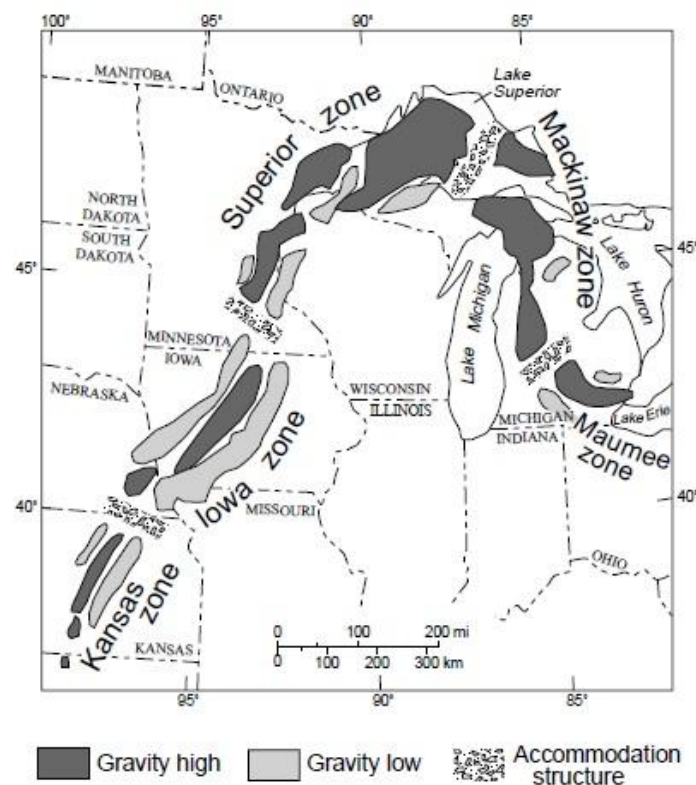 100° 95° 90° 85°
MANITOBA
ONTARIO
Lake
Superior
Superior zone
Mackinaw zone
NORTH
DAKOTA
SOUTH
DAKOTA
45°
45°
Lake Huron
Lake Michigan
MINNESOTA
IOWA
NEBRASKA
WISCONSIN
ILLINOIS
MICHIGAN
INDIANA
Lake Erie
Maumee
zone
Iowa zone
40°
40°
MISSOURI
OHIO
Kansas
zone
KANSAS
0 100 200 mi
0 100 200 300 km
95° 90° 85°
Gravity high
Gravity low
Accommodation
structure